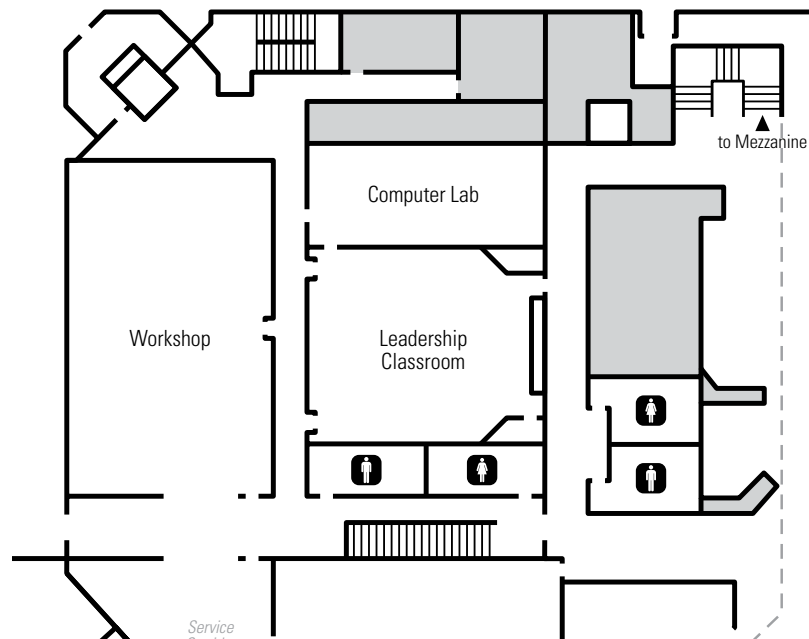 to Mezzanine
Computer Lab
Workshop
Leadership
Classroom
Service